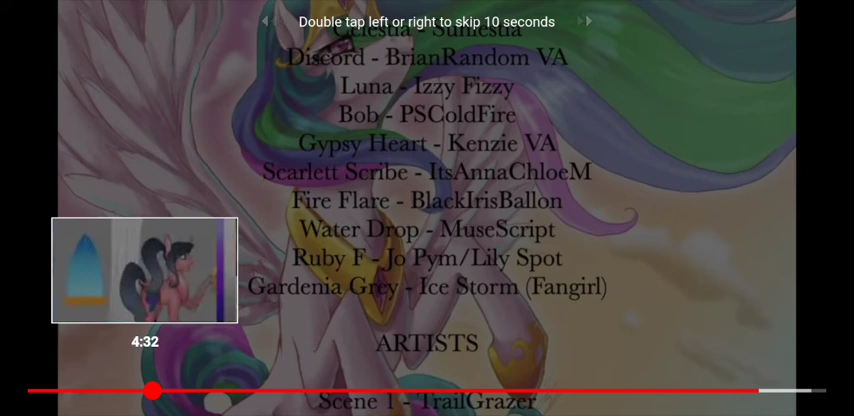 Double tap left or right to skip 10 seconds
Celestia - Sumestia
Discord - BrianRandom VA
Luna - Izzy Fizzy
Bob - PSColdFire
Gypsy Heart - Kenzie VA
Scarlett Scribe - ItsAnnaChloeM
Fire Flare - BlackIrisBallon
Water Drop - MuseScript
Ruby F - Jo Pym/Lily Spot
Gardenia Grey - Ice Storm (Fangirl)
4:32
ARTISTS
Scene 1 - TrailGrazer